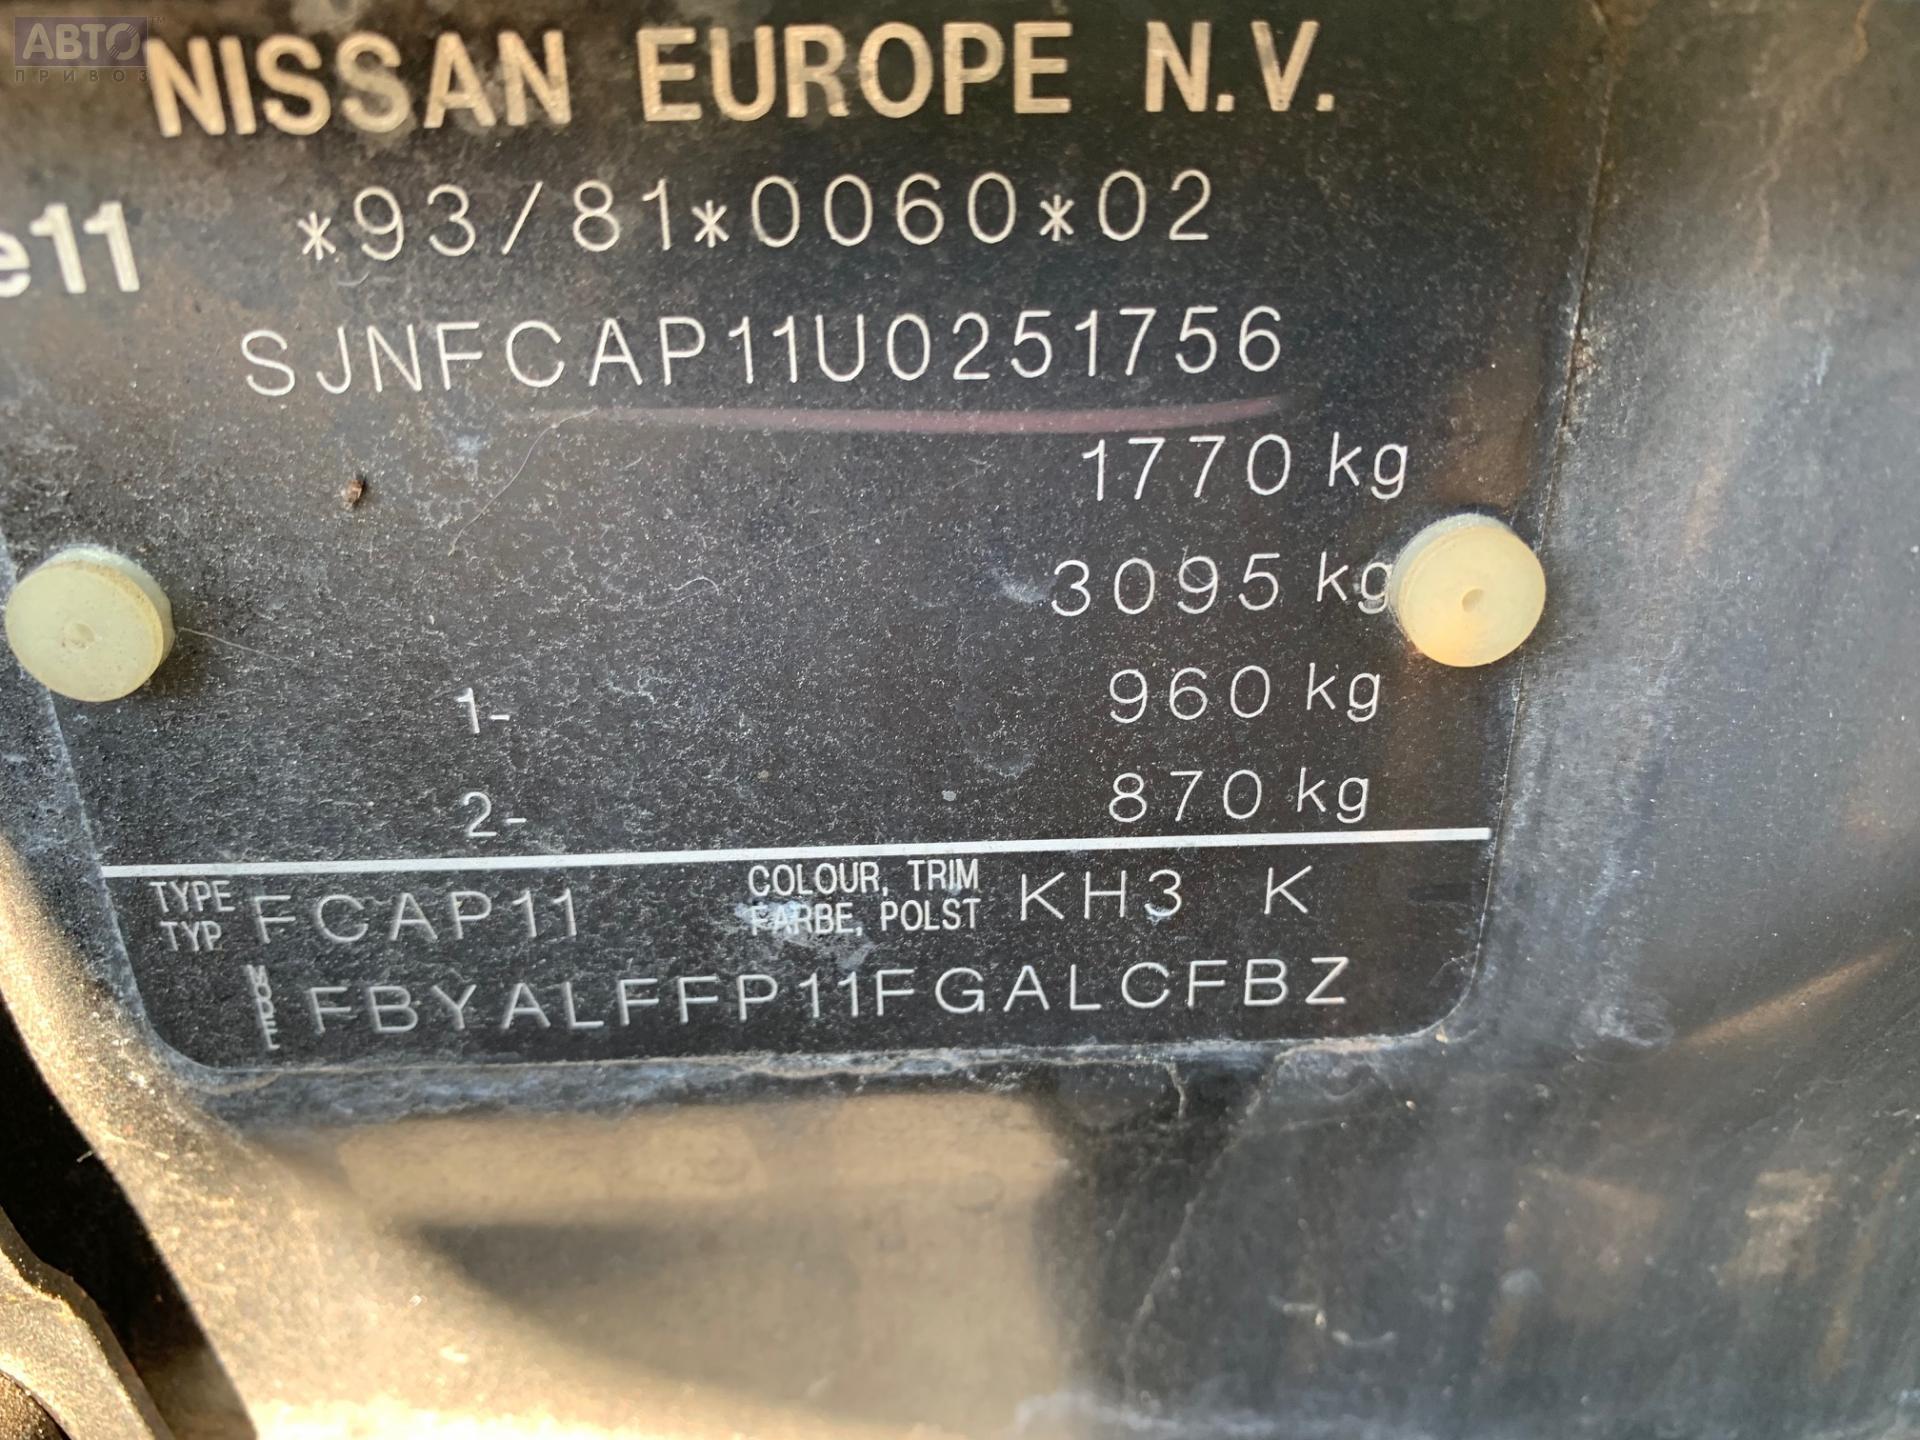 АВТО™
ПРИВОЗ
NISSAN EUROPE N.V.
e11 *93/81*0060*02
SJNFCAP11U0251756
1770 kg
3095 kg
1- 960 kg
2- 870 kg
TYPE
TYP FCAP11
COLOUR, TRIM
FARBE, POLST KH3 K
MODEL FBYALFFP11FGALCFBZ